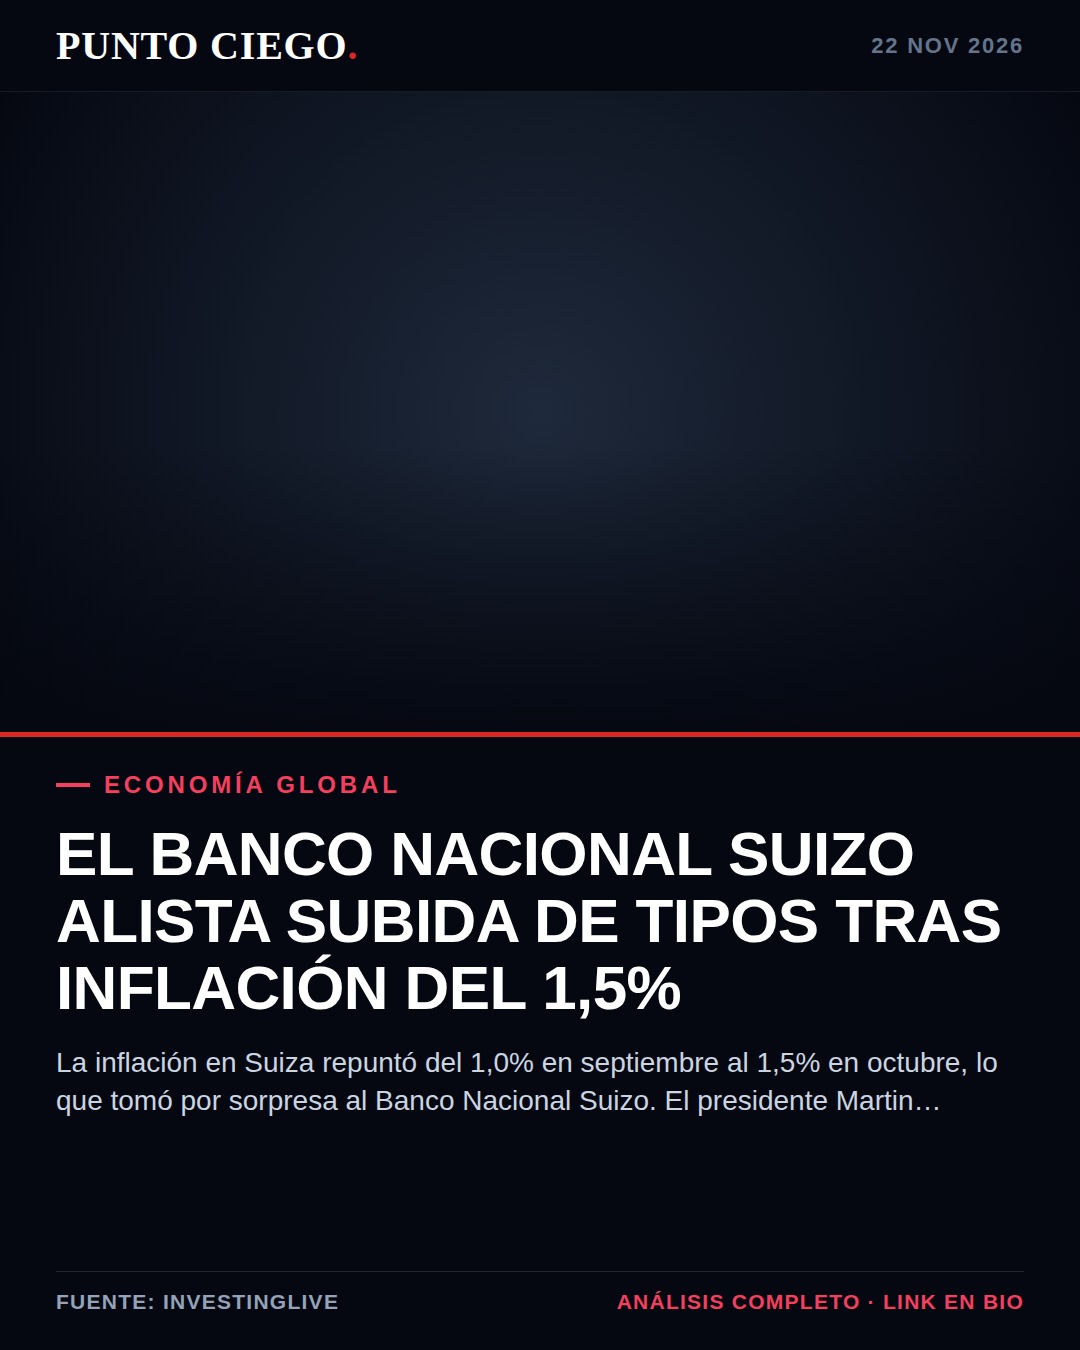 PUNTO CIEGO.
22 NOV 2026
ECONOMÍA GLOBAL
EL BANCO NACIONAL SUIZO
ALISTA SUBIDA DE TIPOS TRAS
INFLACIÓN DEL 1,5%
La inflación en Suiza repuntó del 1,0% en septiembre al 1,5% en octubre, lo
que tomó por sorpresa al Banco Nacional Suizo. El presidente Martin…
FUENTE: INVESTINGLIVE
ANÁLISIS COMPLETO · LINK EN BIO